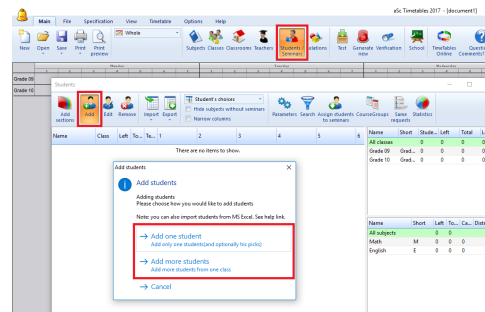 aSc Timetables 2017 - [document1]
Main File Specification View Timetable Options Help
New Open Save Print Print preview Whole Subjects Classes Classrooms Teachers Students / Seminars Relations Test Generate new Verification School TimeTables Online
Monday Tuesday Wednesday
Grade 09
Grade 10
Students
Add sections Add Edit Remove Import Export Student's choices Parameters Search Assign students to seminars CourseGroups Same requests Statistics
Hide subjects without seminars
Narrow columns
Name Class Left To... Te... 1 2 3 4 5 6
There are no items to show.
Name Short Stude... Left Total
All classes 0 0 0
Grade 09 Grad... 0 0 0
Grade 10 Grad... 0 0 0
Add students
Add students
Adding students
Please choose how you would like to add students
Note: you can also import students from MS Excel. See help link.
→ Add one student
Add only one students(and optionally his picks)
→ Add more students
Add more students from one class
→ Cancel
Name Short Left To... Ca... Distr
All subjects 0 0
Math M 0 0 0
English E 0 0 0